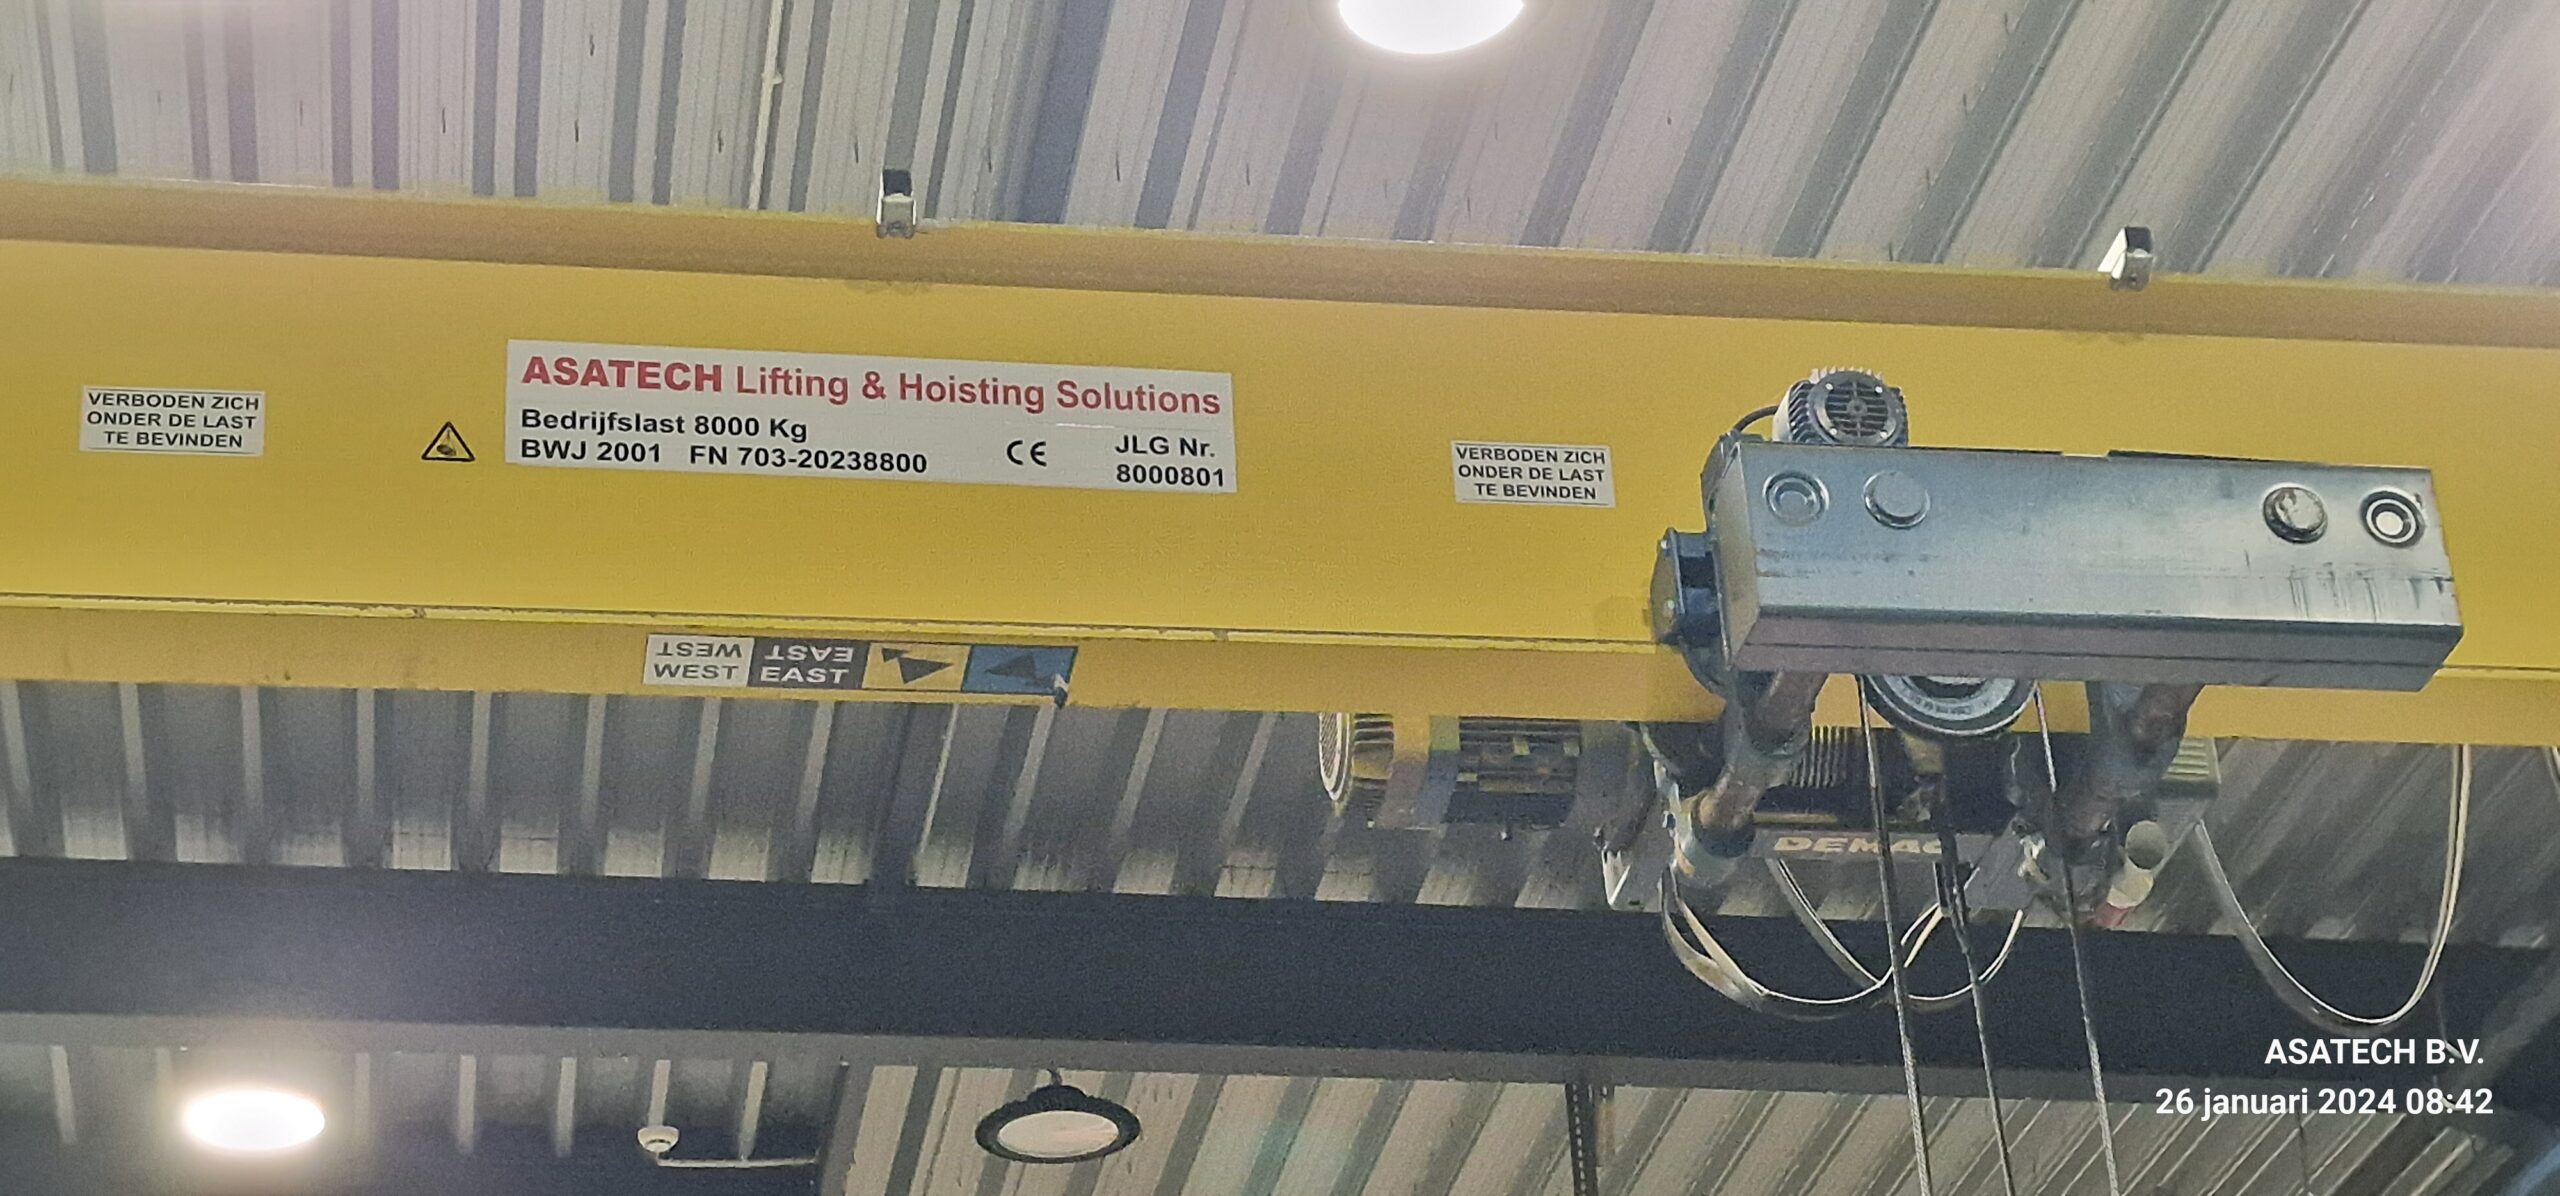 VERBODEN ZICH
ONDER DE LAST
TE BEVINDEN
ASATECH Lifting & Hoisting Solutions
Bedrijfslast 8000 Kg
BWJ 2001 FN 703-20238800
CE
JLG Nr.
8000801
VERBODEN ZICH
ONDER DE LAST
TE BEVINDEN
WEST EAST
WEST EAST
DEMAG
ASATECH B.V.
26 januari 2024 08:42